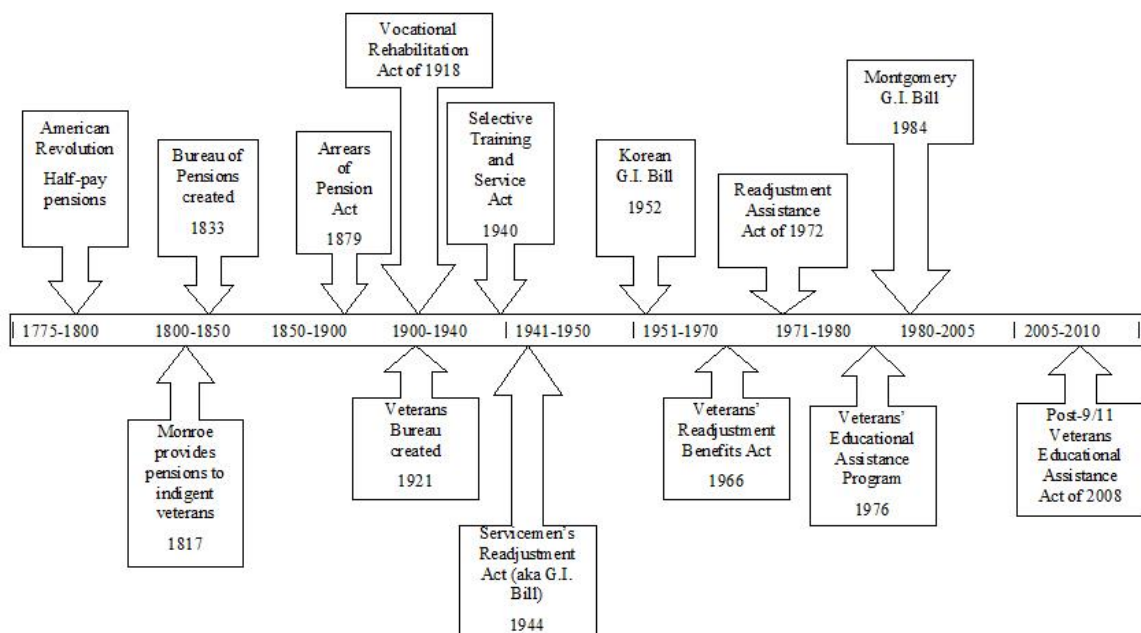 American
Revolution
Half-pay
pensions
Bureau of
Pensions
created
1833
Arrears
of
Pension
Act
1879
Vocational
Rehabilitation
Act of 1918
Selective
Training
and
Service
Act
1940
Korean
G.I. Bill
1952
Readjustment
Assistance
Act of 1972
Montgomery
G.I. Bill
1984
1775-1800 1800-1850 1850-1900 1900-1940 1941-1950 1951-1970 1971-1980 1980-2005 2005-2010
Monroe
provides
pensions to
indigent
veterans
1817
Veterans
Bureau
created
1921
Servicemen's
Readjustment
Act (aka G.I.
Bill)
1944
Veterans'
Readjustment
Benefits Act
1966
Veterans'
Educational
Assistance
Program
1976
Post-9/11
Veterans
Educational
Assistance
Act of 2008